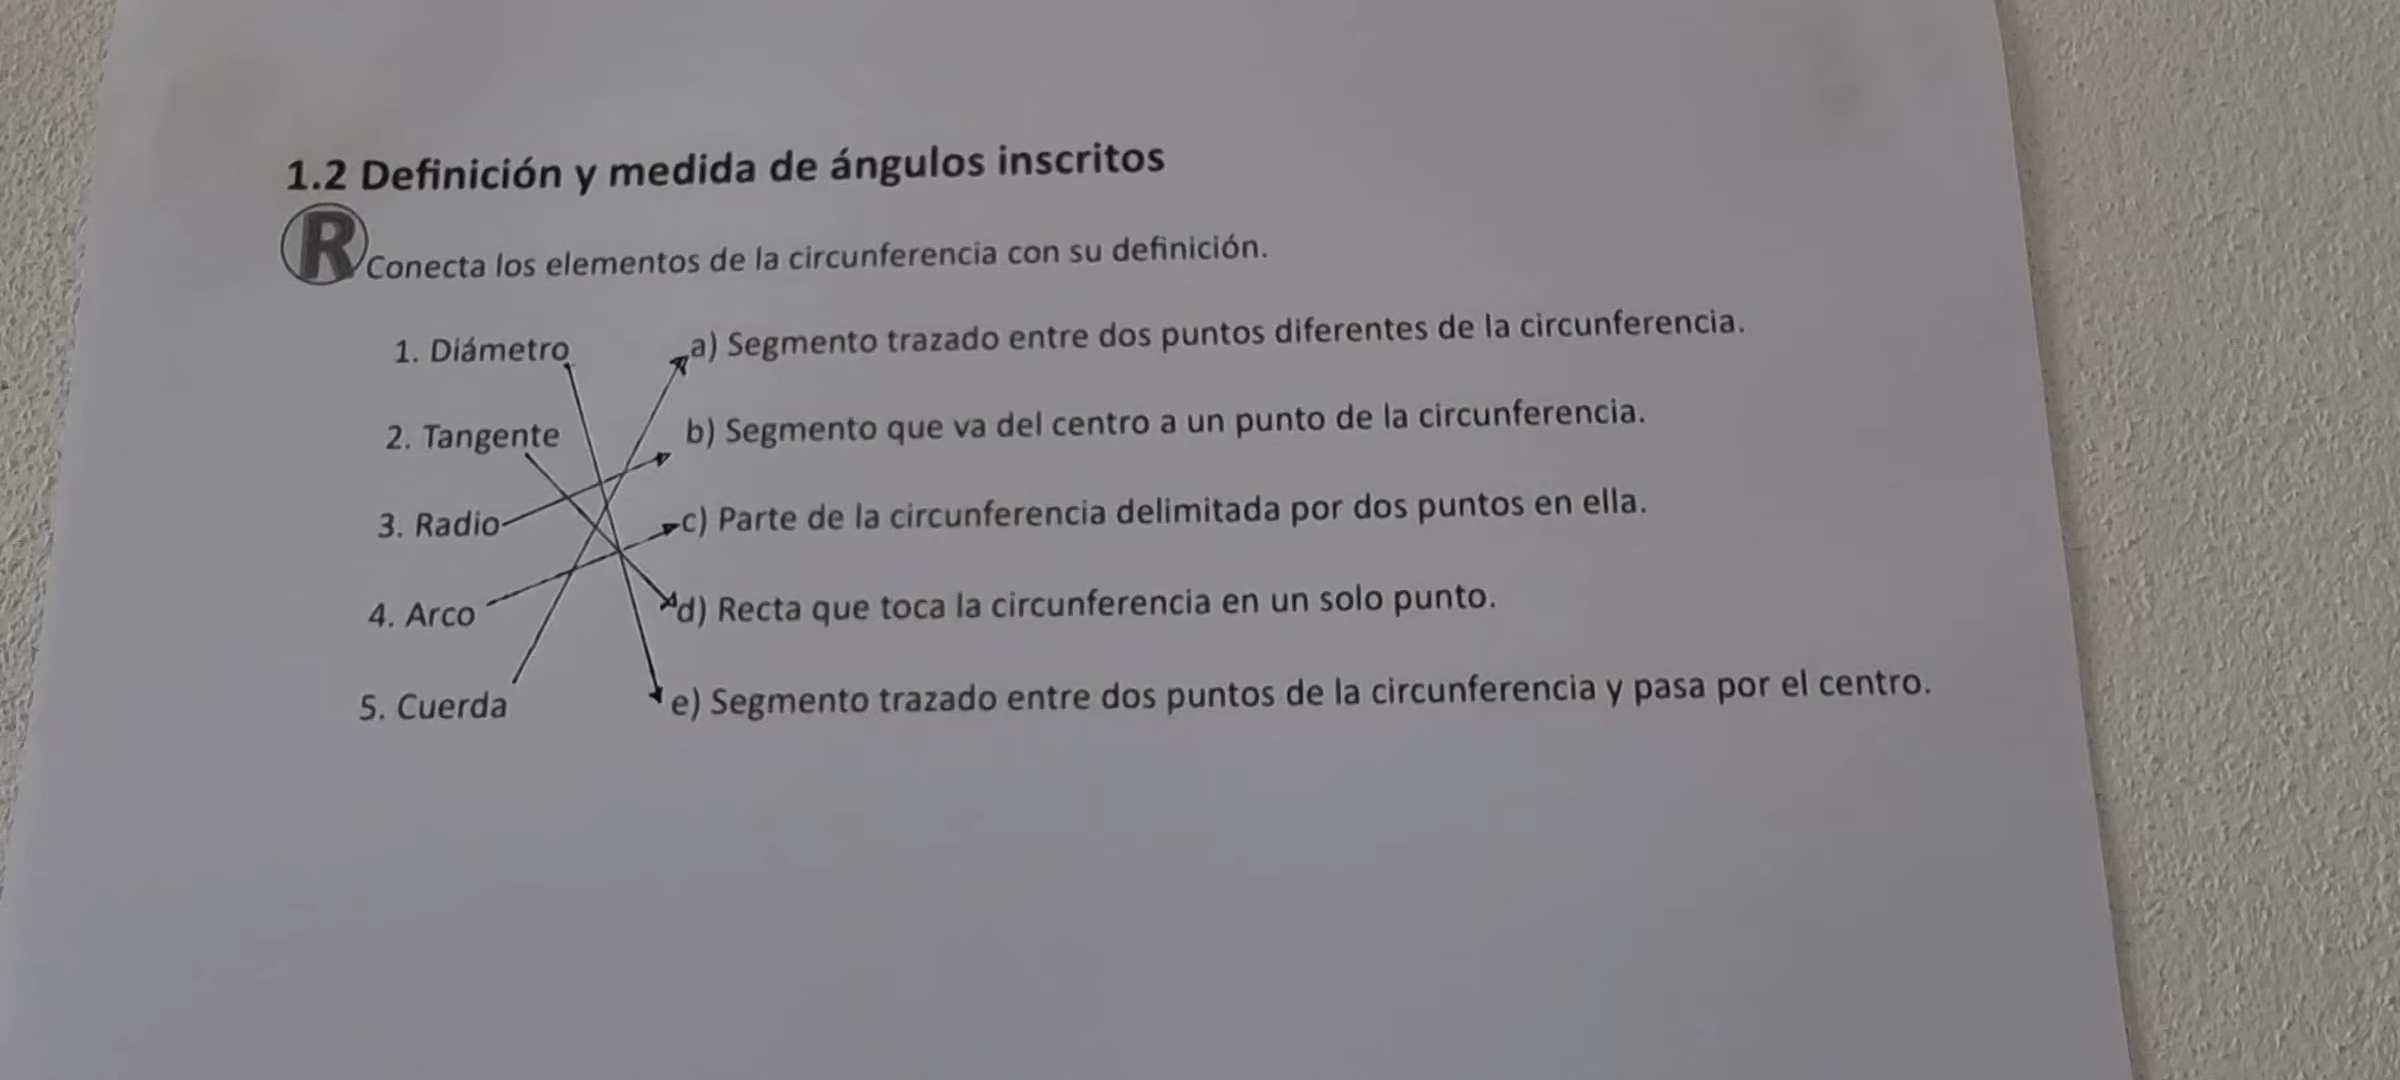 1.2 Definición y medida de ángulos inscritos
R Conecta los elementos de la circunferencia con su definición.
1. Diámetro a) Segmento trazado entre dos puntos diferentes de la circunferencia.
2. Tangente b) Segmento que va del centro a un punto de la circunferencia.
3. Radio c) Parte de la circunferencia delimitada por dos puntos en ella.
4. Arco d) Recta que toca la circunferencia en un solo punto.
5. Cuerda e) Segmento trazado entre dos puntos de la circunferencia y pasa por el centro.